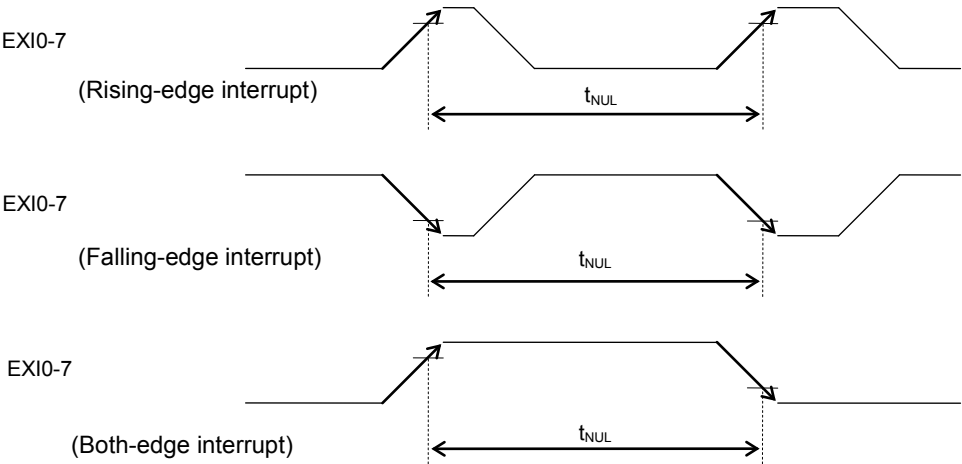 EXI0-7
(Rising-edge interrupt)
tNUL
EXI0-7
(Falling-edge interrupt)
tNUL
EXI0-7
(Both-edge interrupt)
tNUL